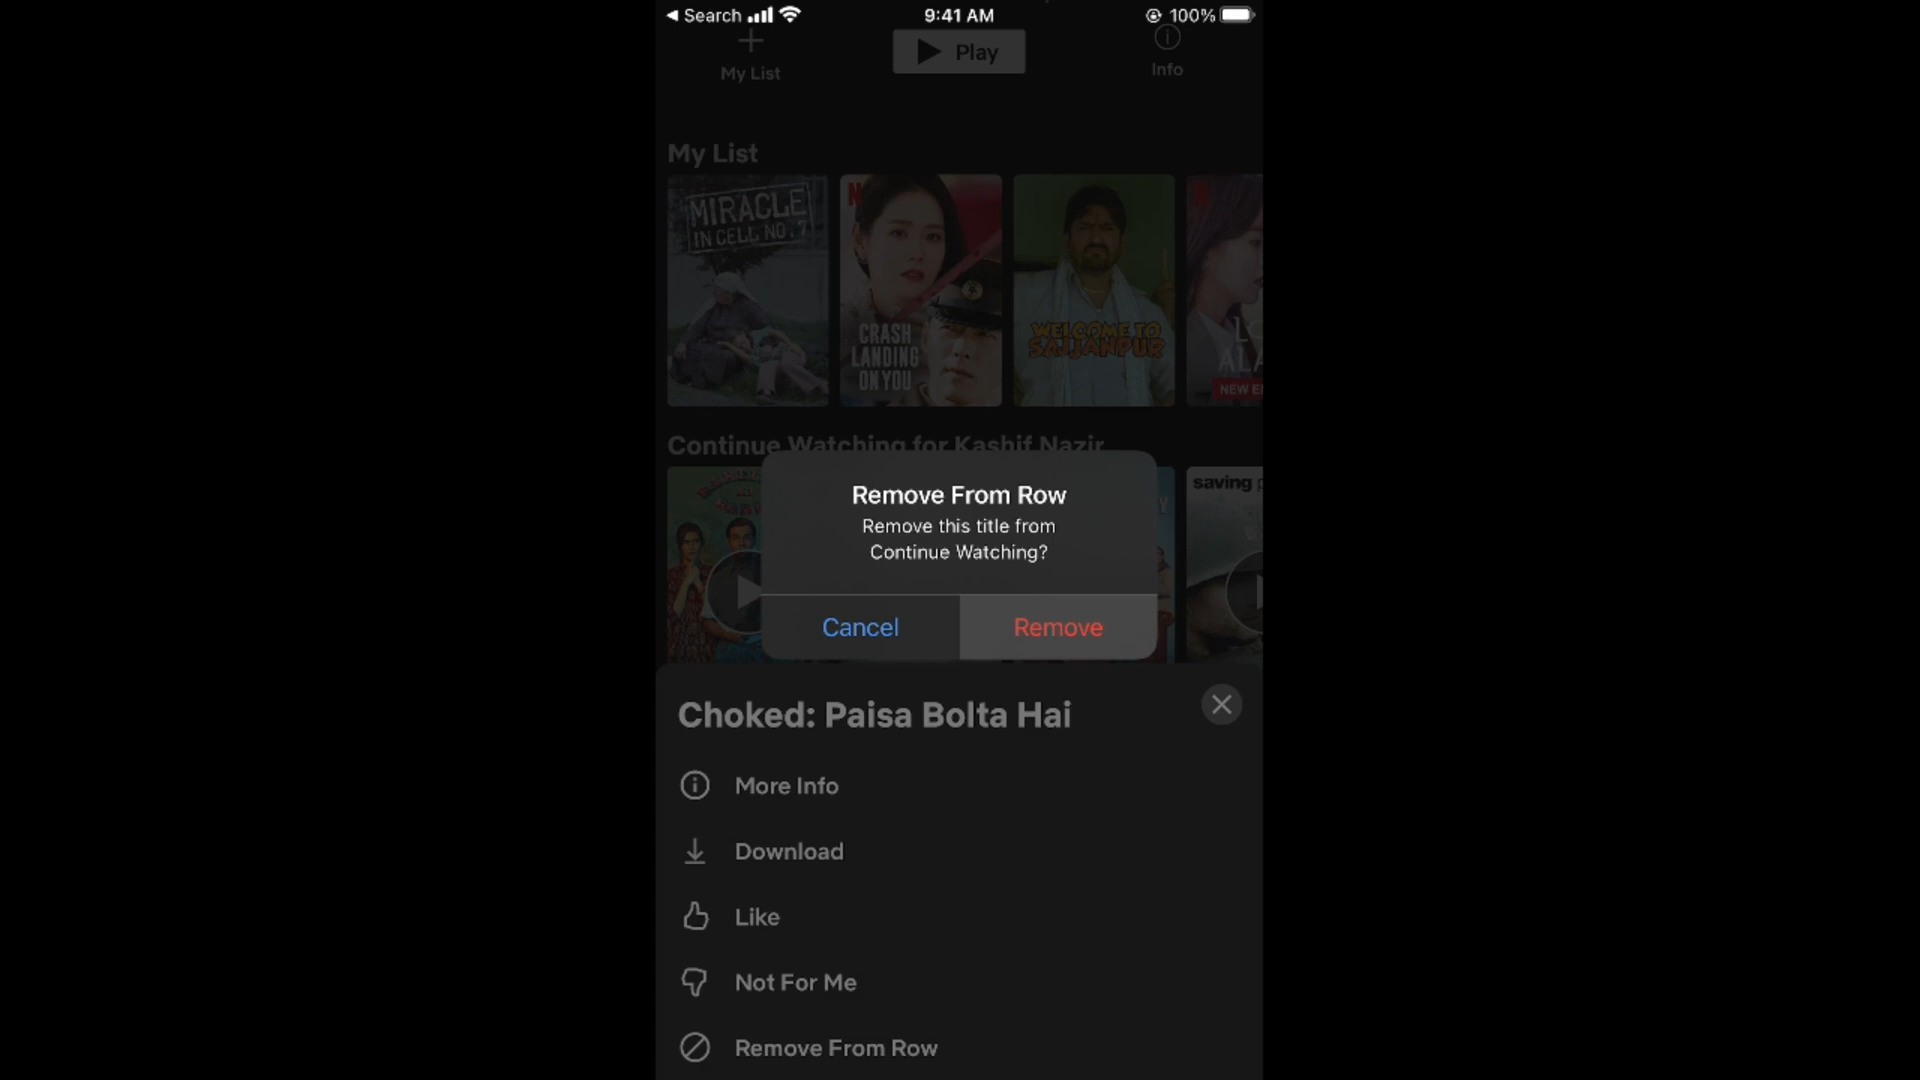 Search
9:41 AM
100%
My List
Play
Info
My List
MIRACLE
IN CELL NO. 7
CRASH
LANDING
ON YOU
WELCOME TO
SAJJANPUR
NEW
Continue Watching for Kashif Nazir
saving
Remove From Row
Remove this title from
Continue Watching?
Cancel
Remove
Choked: Paisa Bolta Hai
More Info
Download
Like
Not For Me
Remove From Row